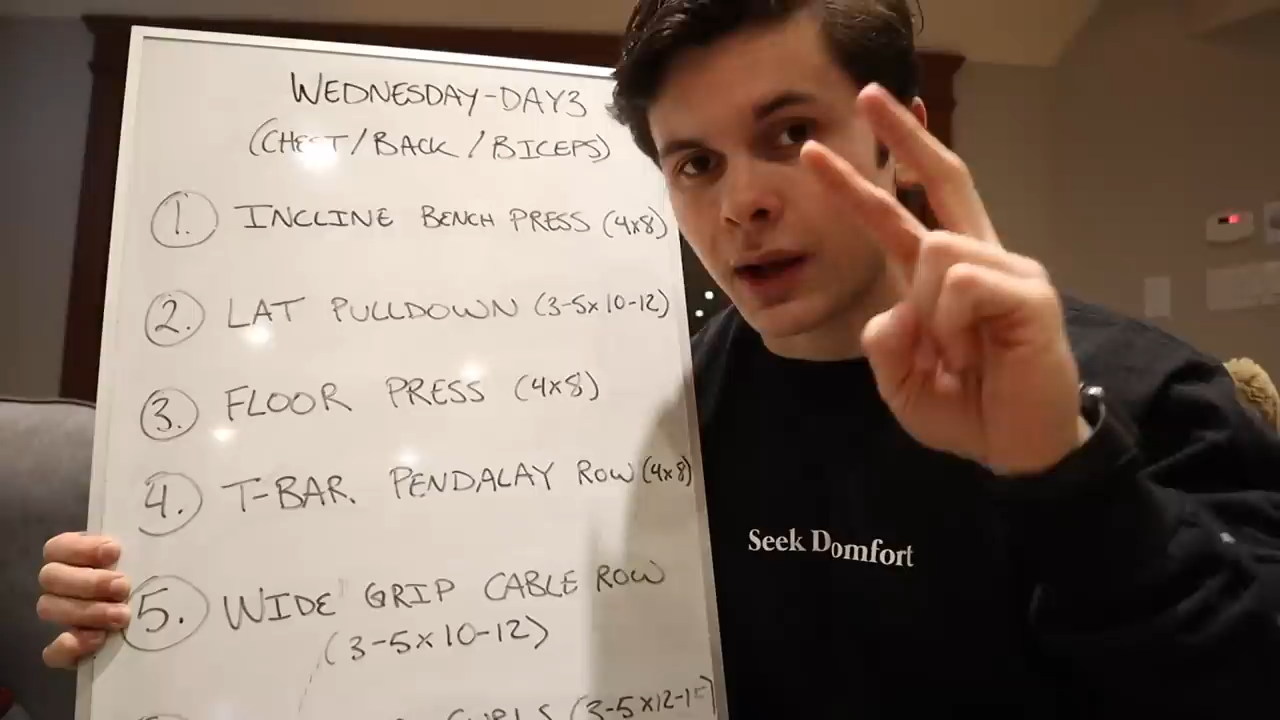 WEDNESDAY-DAY3
(CHEST/BACK/BICEPS)
1. INCLINE BENCH PRESS (4x8)
2. LAT PULLDOWN (3-5x10-12)
3. FLOOR PRESS (4x8)
4. T-BAR. PENDALAY ROW (4x8)
5. WIDE GRIP CABLE ROW
(3-5x10-12)
CURLS (3-5x12-15)
Seek Domfort